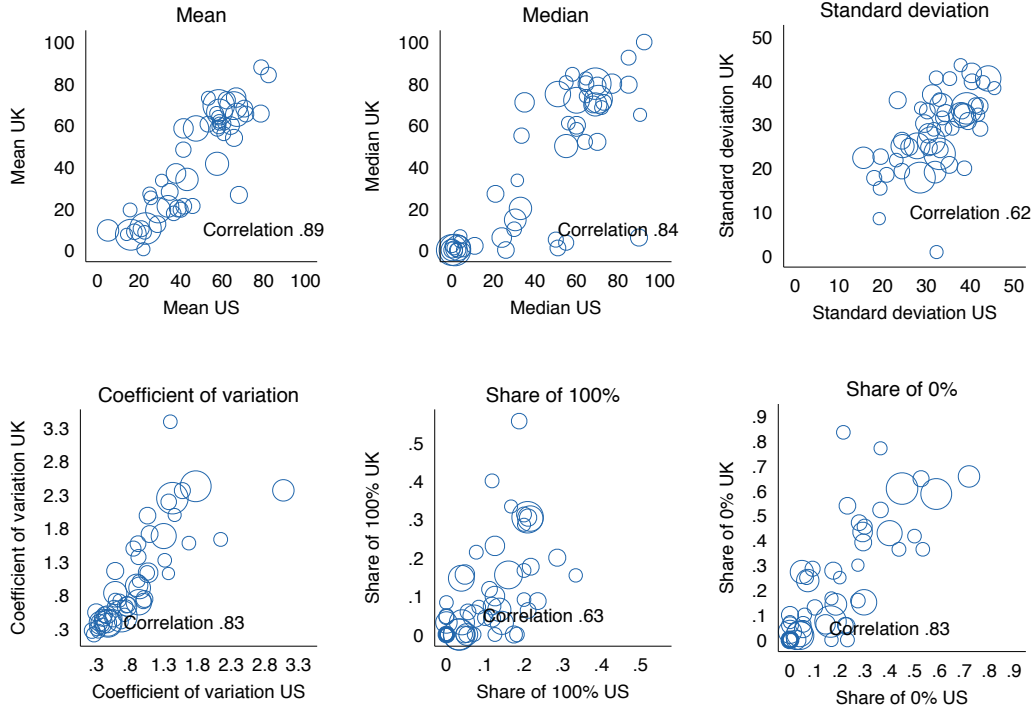 Mean
Mean UK
100
80
60
40
20
0
Correlation .89
0 20 40 60 80 100
Mean US
Median
Median UK
100
80
60
40
20
0
Correlation .84
0 20 40 60 80 100
Median US
Standard deviation
Standard deviation UK
50
40
30
20
10
0
Correlation .62
0 10 20 30 40 50
Standard deviation US
Coefficient of variation
Coefficient of variation UK
3.3
2.8
2.3
1.8
1.3
.8
.3
Correlation .83
.3 .8 1.3 1.8 2.3 2.8 3.3
Coefficient of variation US
Share of 100%
Share of 100% UK
.5
.4
.3
.2
.1
0
Correlation .63
0 .1 .2 .3 .4 .5
Share of 100% US
Share of 0%
Share of 0% UK
.9
.8
.7
.6
.5
.4
.3
.2
.1
0
Correlation .83
0 .1 .2 .3 .4 .5 .6 .7 .8 .9
Share of 0% US